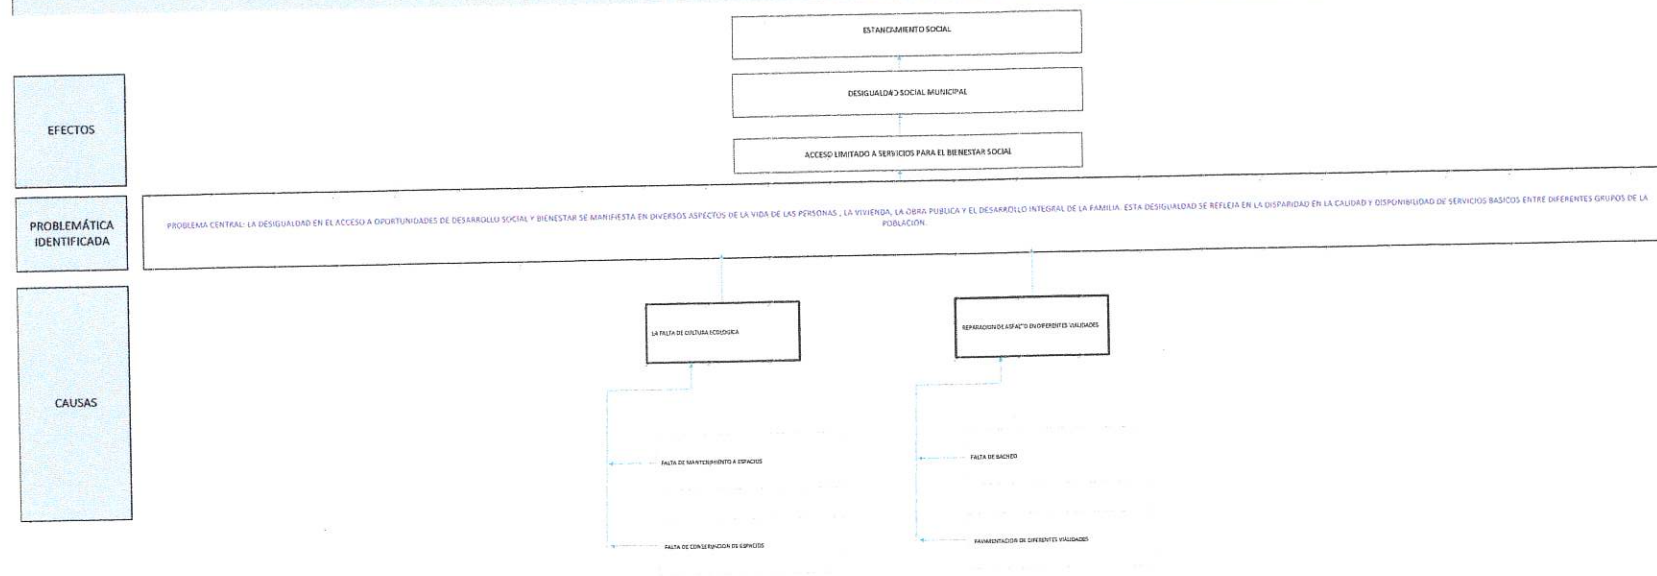 ESTANCAMIENTO SOCIAL
EFECTOS
DESIGUALDAD SOCIAL MUNICIPAL
ACCESO LIMITADO A SERVICIOS PARA EL BIENESTAR SOCIAL
PROBLEMÁTICA
IDENTIFICADA
PROBLEMA CENTRAL: LA DESIGUALDAD EN EL ACCESO A OPORTUNIDADES DE DESARROLLO SOCIAL Y BIENESTAR SE MANIFIESTA EN DIVERSOS ASPECTOS DE LA VIDA DE LAS PERSONAS , LA VIVIENDA, LA OBRA PUBLICA Y EL DESARROLLO INTEGRAL DE LA FAMILIA. ESTA DESIGUALDAD SE REFLEJA EN LA DISPARIDAD EN LA CALIDAD Y DISPONIBILIDAD DE SERVICIOS BASICOS ENTRE DIFERENTES GRUPOS DE LA
POBLACIÓN.
CAUSAS
LA FALTA DE CULTURA ECOLOGICA
REPARACION DE ASFALTO EN DIFERENTES VIALIDADES
FALTA DE MANTENIMIENTO A ESPACIOS
FALTA DE BACHEO
FALTA DE CONSERVACION DE ESPACIOS
PAVIMENTACION DE DIFERENTES VIALIDADES